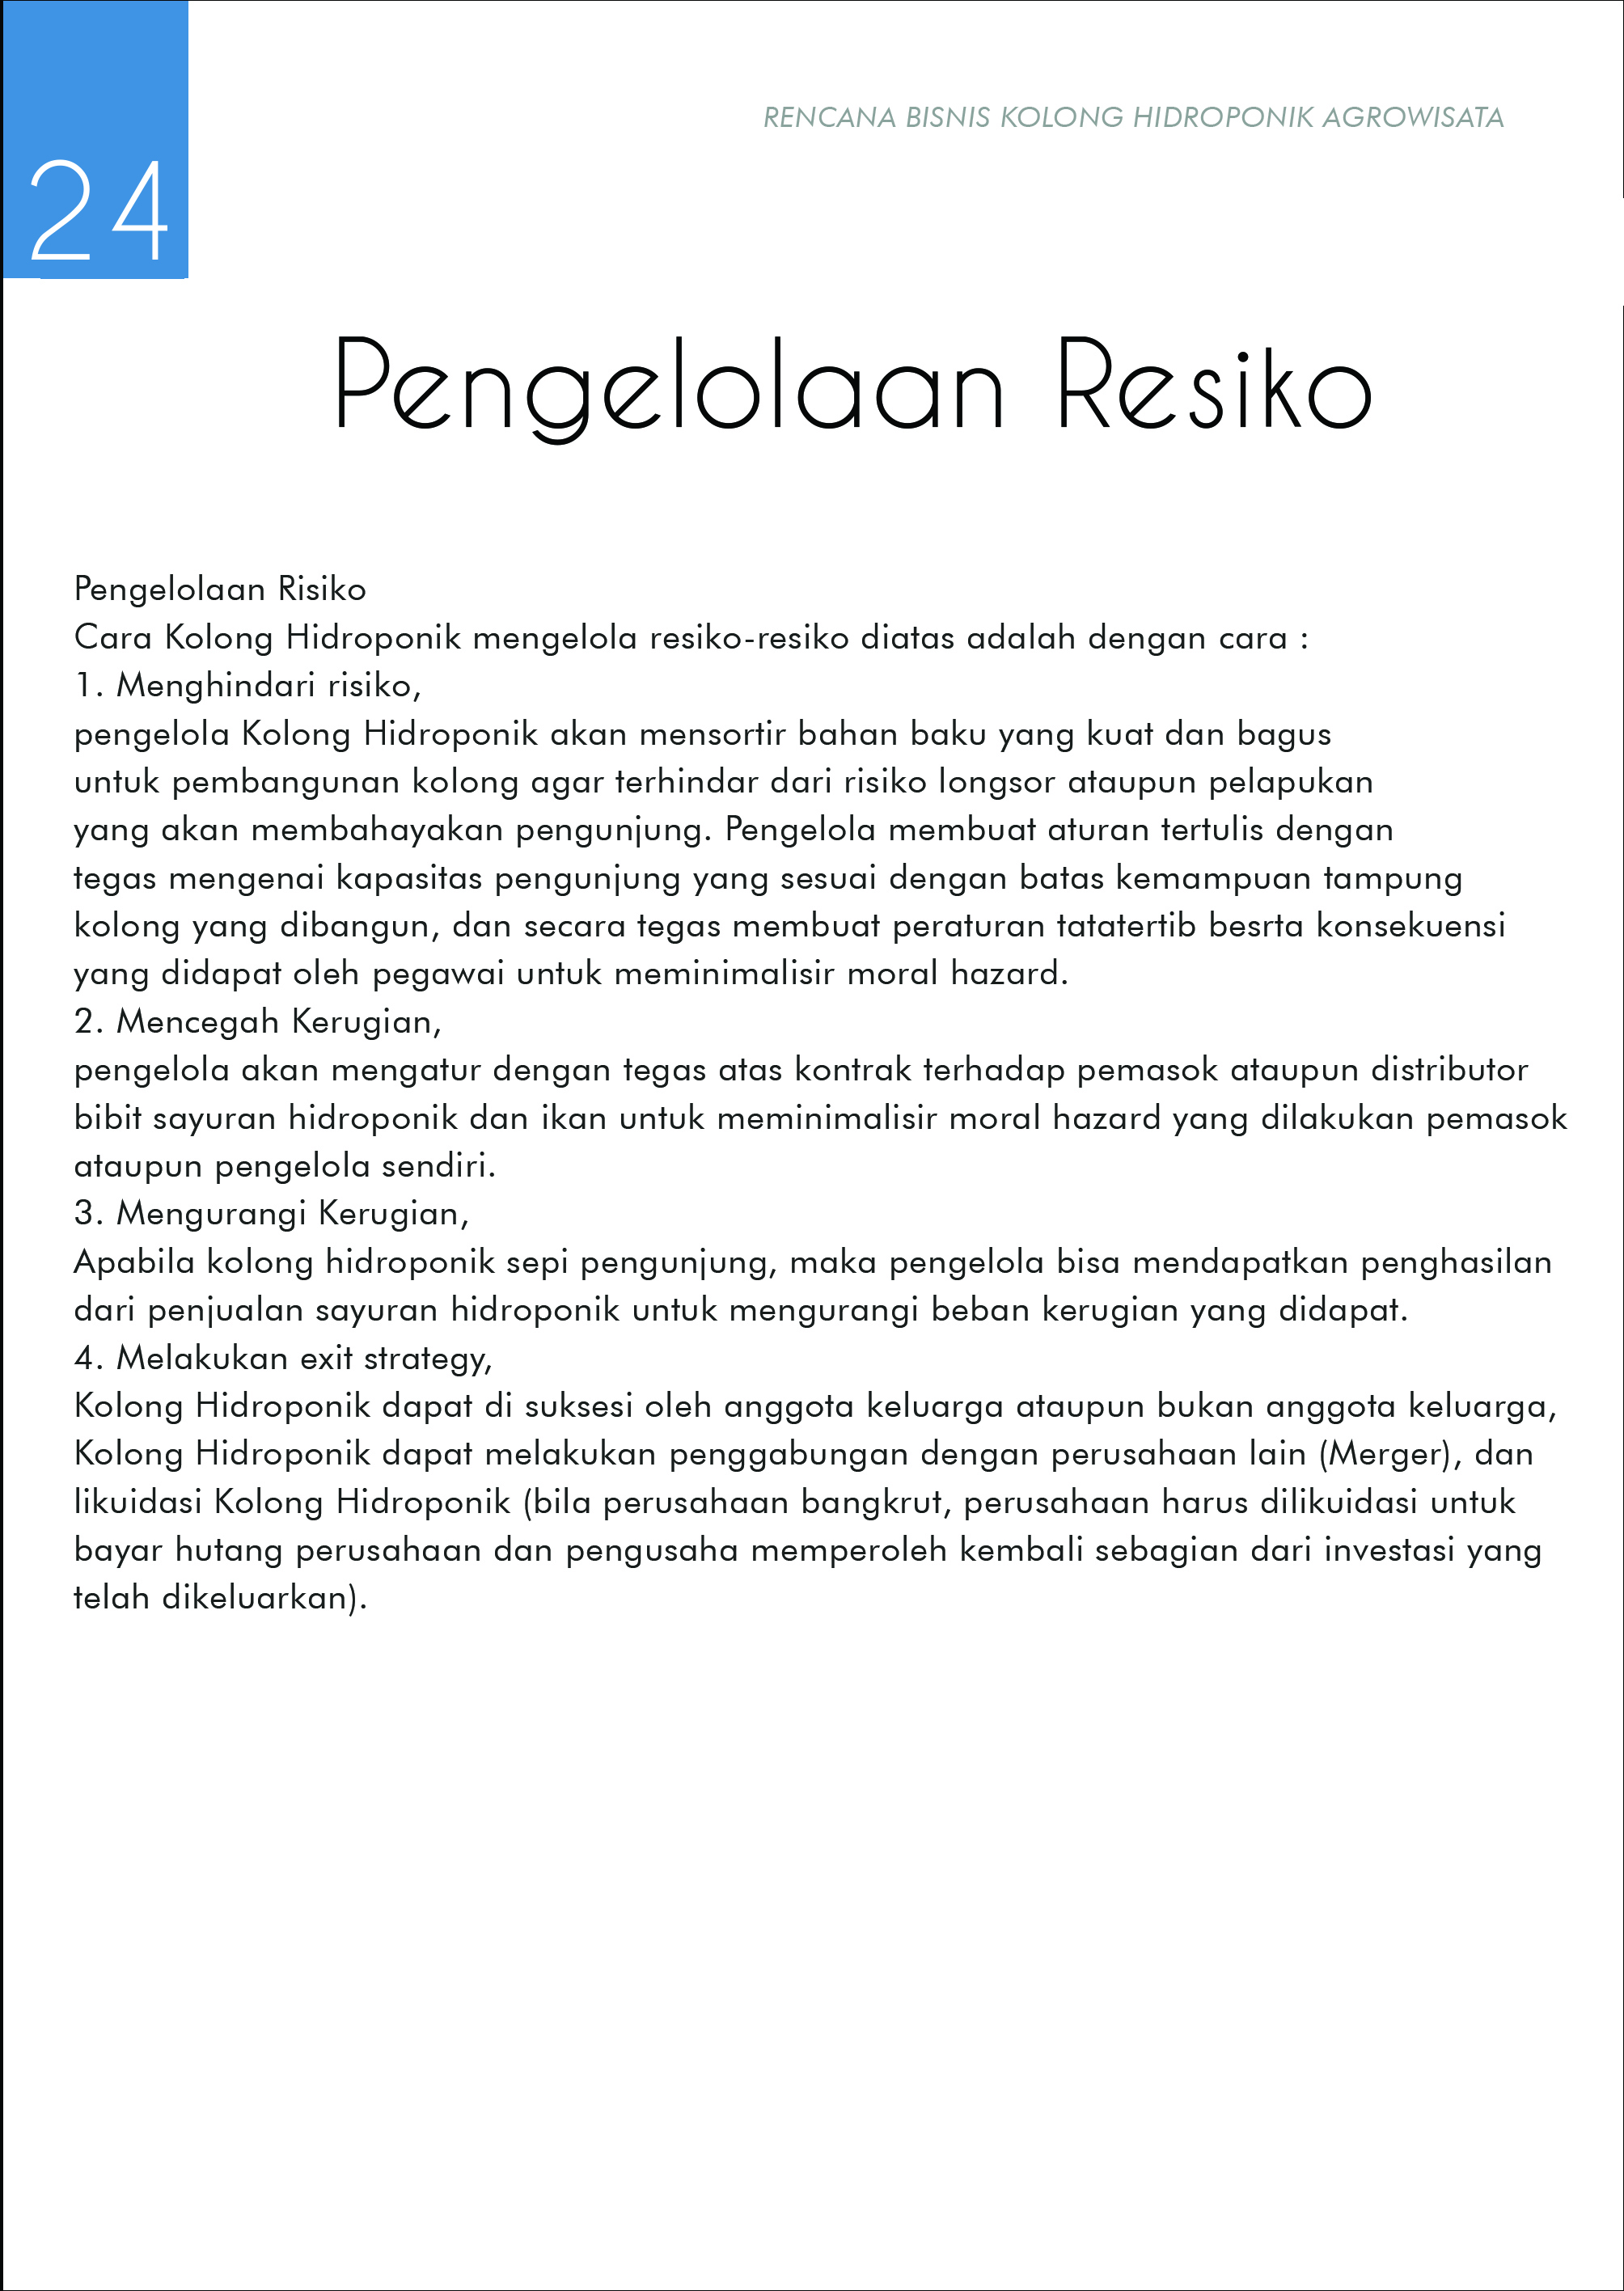 RENCANA BISNIS KOLONG HIDROPONIK AGROWISATA
24
Pengelolaan Resiko
Pengelolaan Risiko
Cara Kolong Hidroponik mengelola resiko-resiko diatas adalah dengan cara :
1. Menghindari risiko,
pengelola Kolong Hidroponik akan mensortir bahan baku yang kuat dan bagus
untuk pembangunan kolong agar terhindar dari risiko longsor ataupun pelapukan
yang akan membahayakan pengunjung. Pengelola membuat aturan tertulis dengan
tegas mengenai kapasitas pengunjung yang sesuai dengan batas kemampuan tampung
kolong yang dibangun, dan secara tegas membuat peraturan tatatertib besrta konsekuensi
yang didapat oleh pegawai untuk meminimalisir moral hazard.
2. Mencegah Kerugian,
pengelola akan mengatur dengan tegas atas kontrak terhadap pemasok ataupun distributor
bibit sayuran hidroponik dan ikan untuk meminimalisir moral hazard yang dilakukan pemasok
ataupun pengelola sendiri.
3. Mengurangi Kerugian,
Apabila kolong hidroponik sepi pengunjung, maka pengelola bisa mendapatkan penghasilan
dari penjualan sayuran hidroponik untuk mengurangi beban kerugian yang didapat.
4. Melakukan exit strategy,
Kolong Hidroponik dapat di suksesi oleh anggota keluarga ataupun bukan anggota keluarga,
Kolong Hidroponik dapat melakukan penggabungan dengan perusahaan lain (Merger), dan
likuidasi Kolong Hidroponik (bila perusahaan bangkrut, perusahaan harus dilikuidasi untuk
bayar hutang perusahaan dan pengusaha memperoleh kembali sebagian dari investasi yang
telah dikeluarkan).